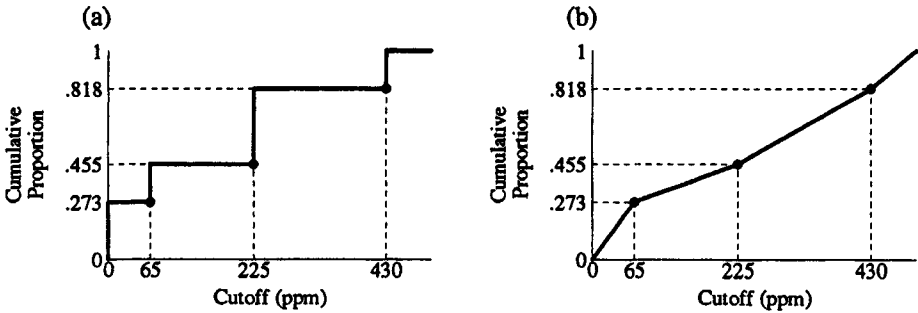 (a)
1
.818
.455
.273
0
Cumulative
Proportion
0 65 225 430
Cutoff (ppm)
(b)
1
.818
.455
.273
0
Cumulative
Proportion
0 65 225 430
Cutoff (ppm)